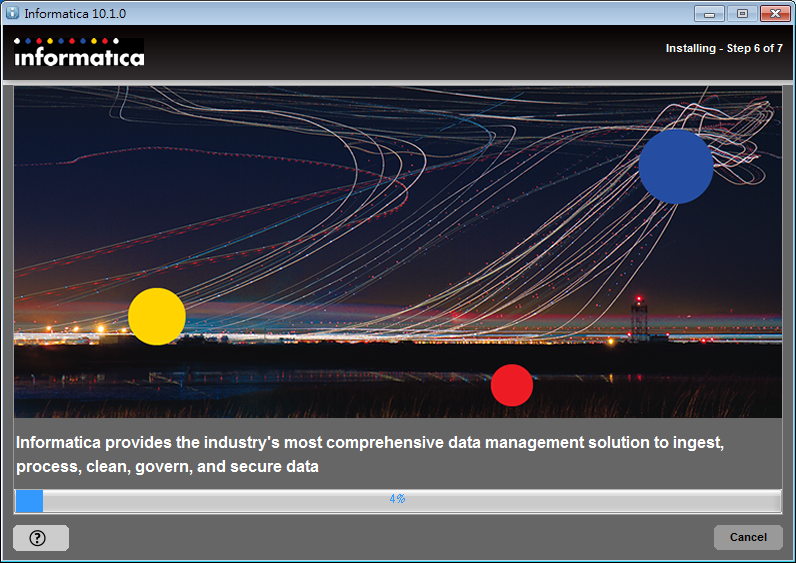 Informatica 10.1.0
informatica
Installing - Step 6 of 7
Informatica provides the industry's most comprehensive data management solution to ingest,
process, clean, govern, and secure data
4%
?
Cancel